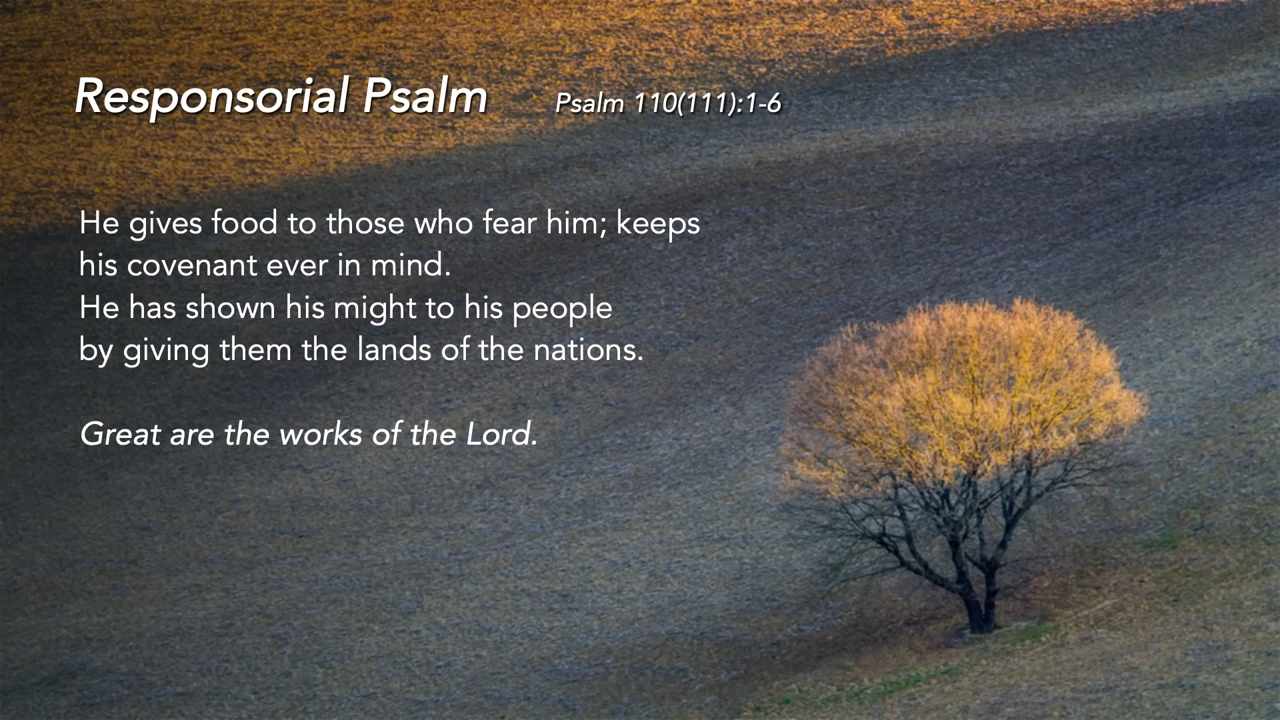 Responsorial Psalm Psalm 110(111):1-6
He gives food to those who fear him; keeps
his covenant ever in mind.
He has shown his might to his people
by giving them the lands of the nations.
Great are the works of the Lord.